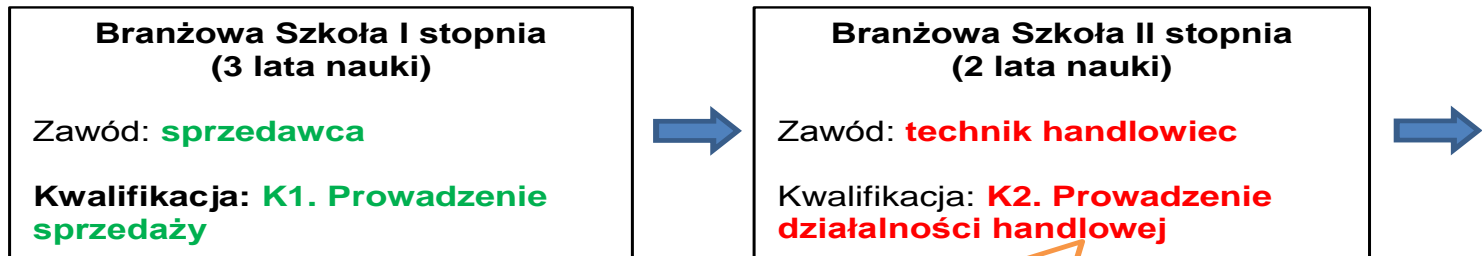 Branżowa Szkoła I stopnia
(3 lata nauki)
Zawód: sprzedawca
Kwalifikacja: K1. Prowadzenie
sprzedaży
Branżowa Szkoła II stopnia
(2 lata nauki)
Zawód: technik handlowiec
Kwalifikacja: K2. Prowadzenie
działalności handlowej